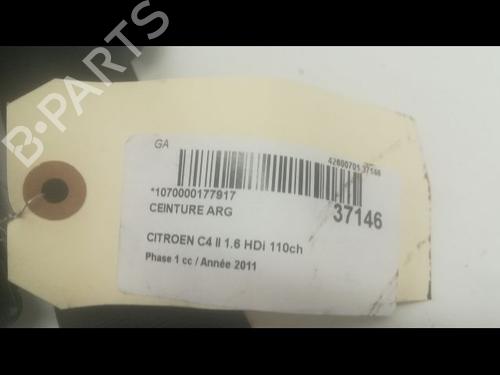 B-PARTS
GA
42600701 37146
*1070000177917
CEINTURE ARG
37146
CITROEN C4 II 1.6 HDi 110ch
Phase 1 cc / Année 2011